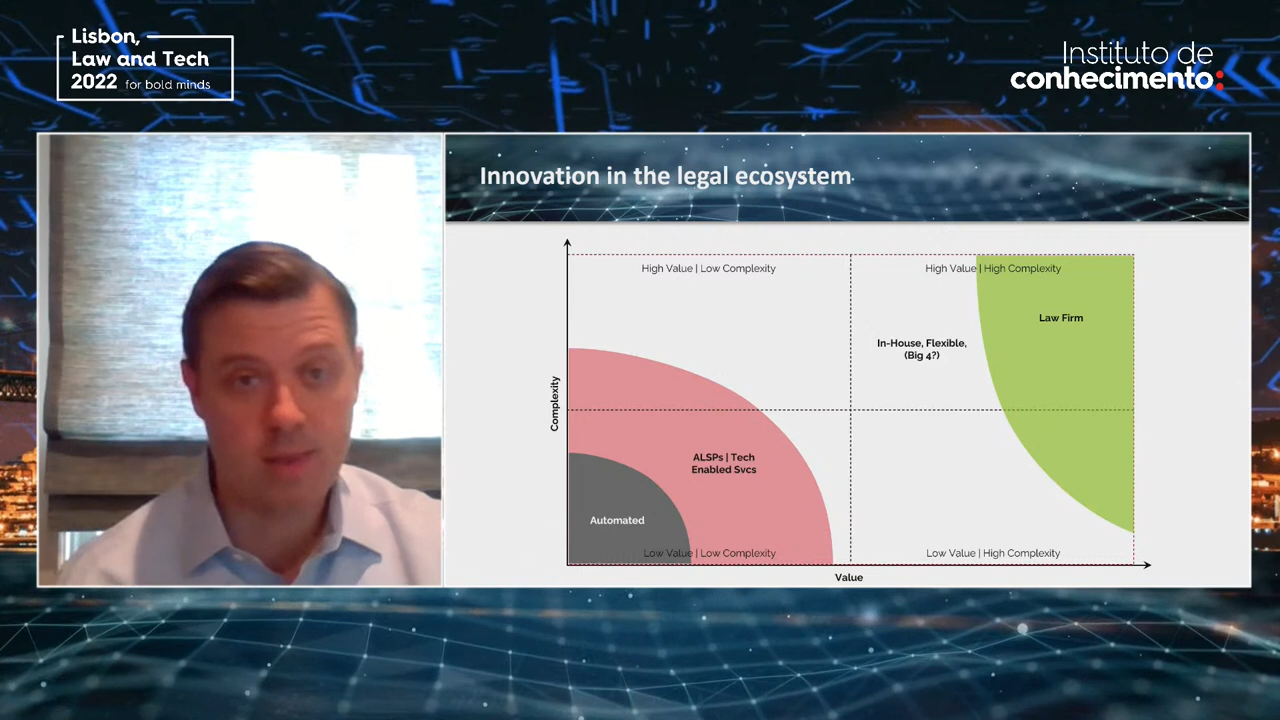 Lisbon,
Law and Tech
2022 for bold minds
Instituto de
conhecimento:
Innovation in the legal ecosystem
High Value | Low Complexity
High Value | High Complexity
Law Firm
In-House, Flexible,
(Big 4?)
Complexity
ALSPs | Tech
Enabled Svcs
Automated
Low Value | Low Complexity
Low Value | High Complexity
Value